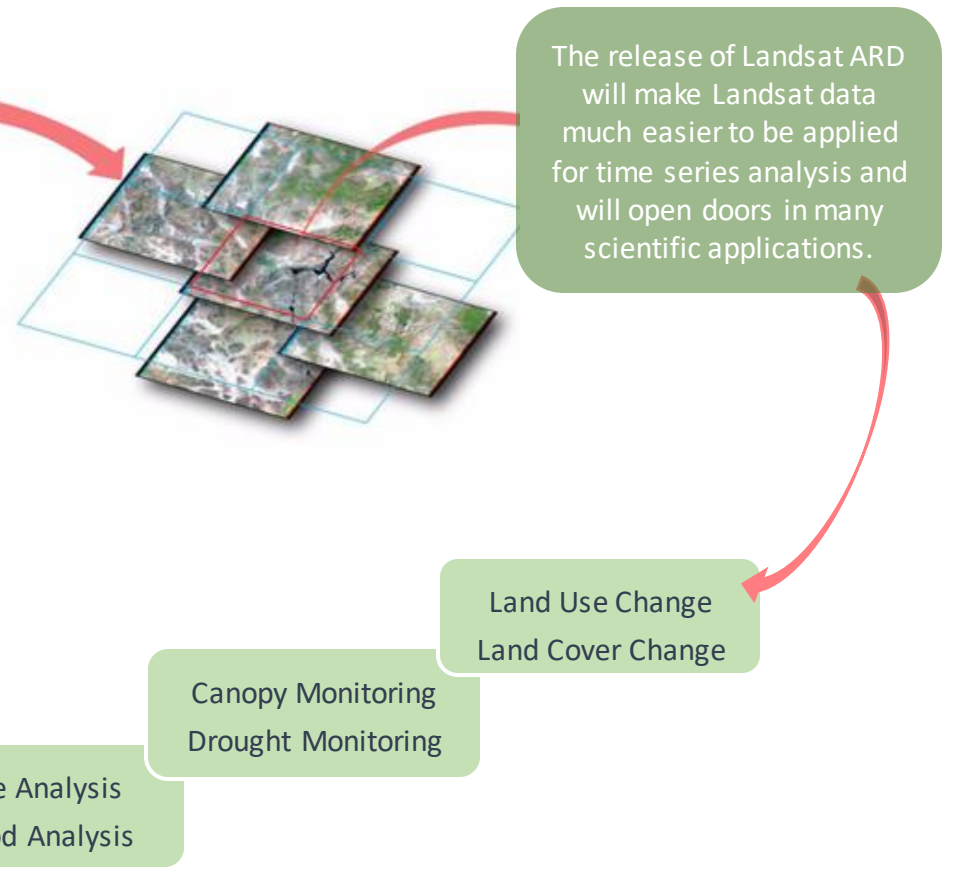 The release of Landsat ARD
will make Landsat data
much easier to be applied
for time series analysis and
will open doors in many
scientific applications.
Land Use Change
Land Cover Change
Canopy Monitoring
Drought Monitoring
Analysis
Analysis